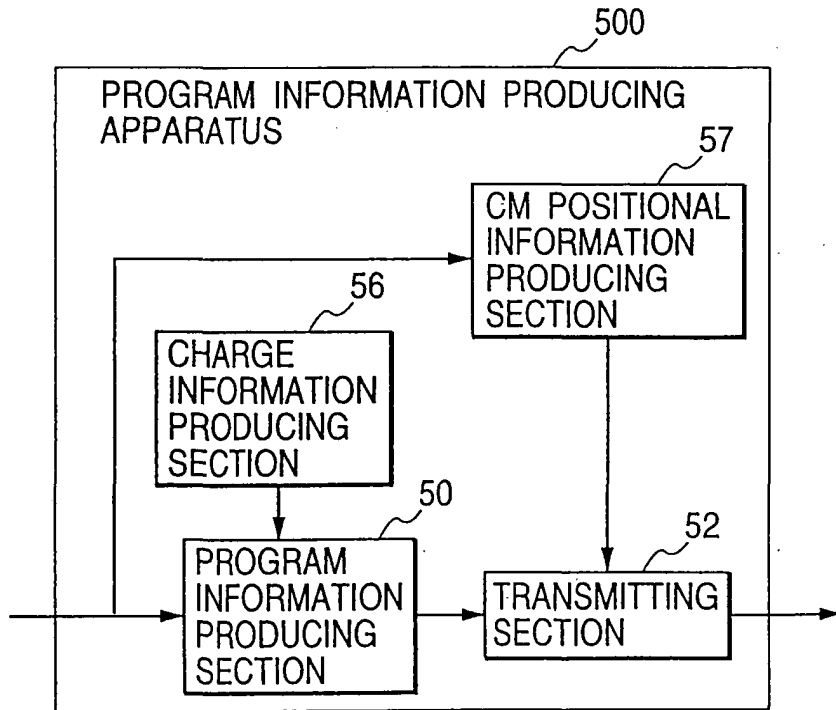 500
PROGRAM INFORMATION PRODUCING
APPARATUS
57
CM POSITIONAL
INFORMATION
PRODUCING
SECTION
56
CHARGE
INFORMATION
PRODUCING
SECTION
50
PROGRAM
INFORMATION
PRODUCING
SECTION
52
TRANSMITTING
SECTION